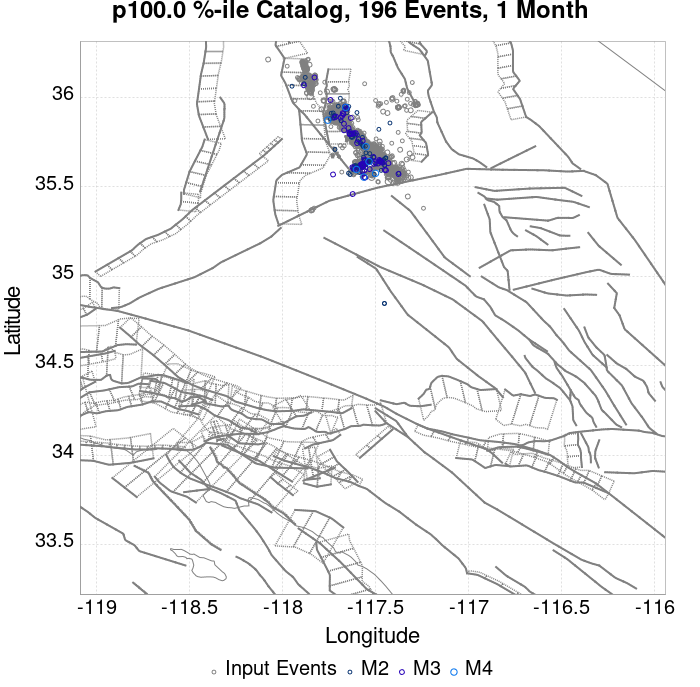 p100.0 %-ile Catalog, 196 Events, 1 Month
36
35.5
35
34.5
34
33.5
Latitude
-119
-118.5
-118
-117.5
-117
-116.5
-116
Longitude
Input Events
M2
M3
M4